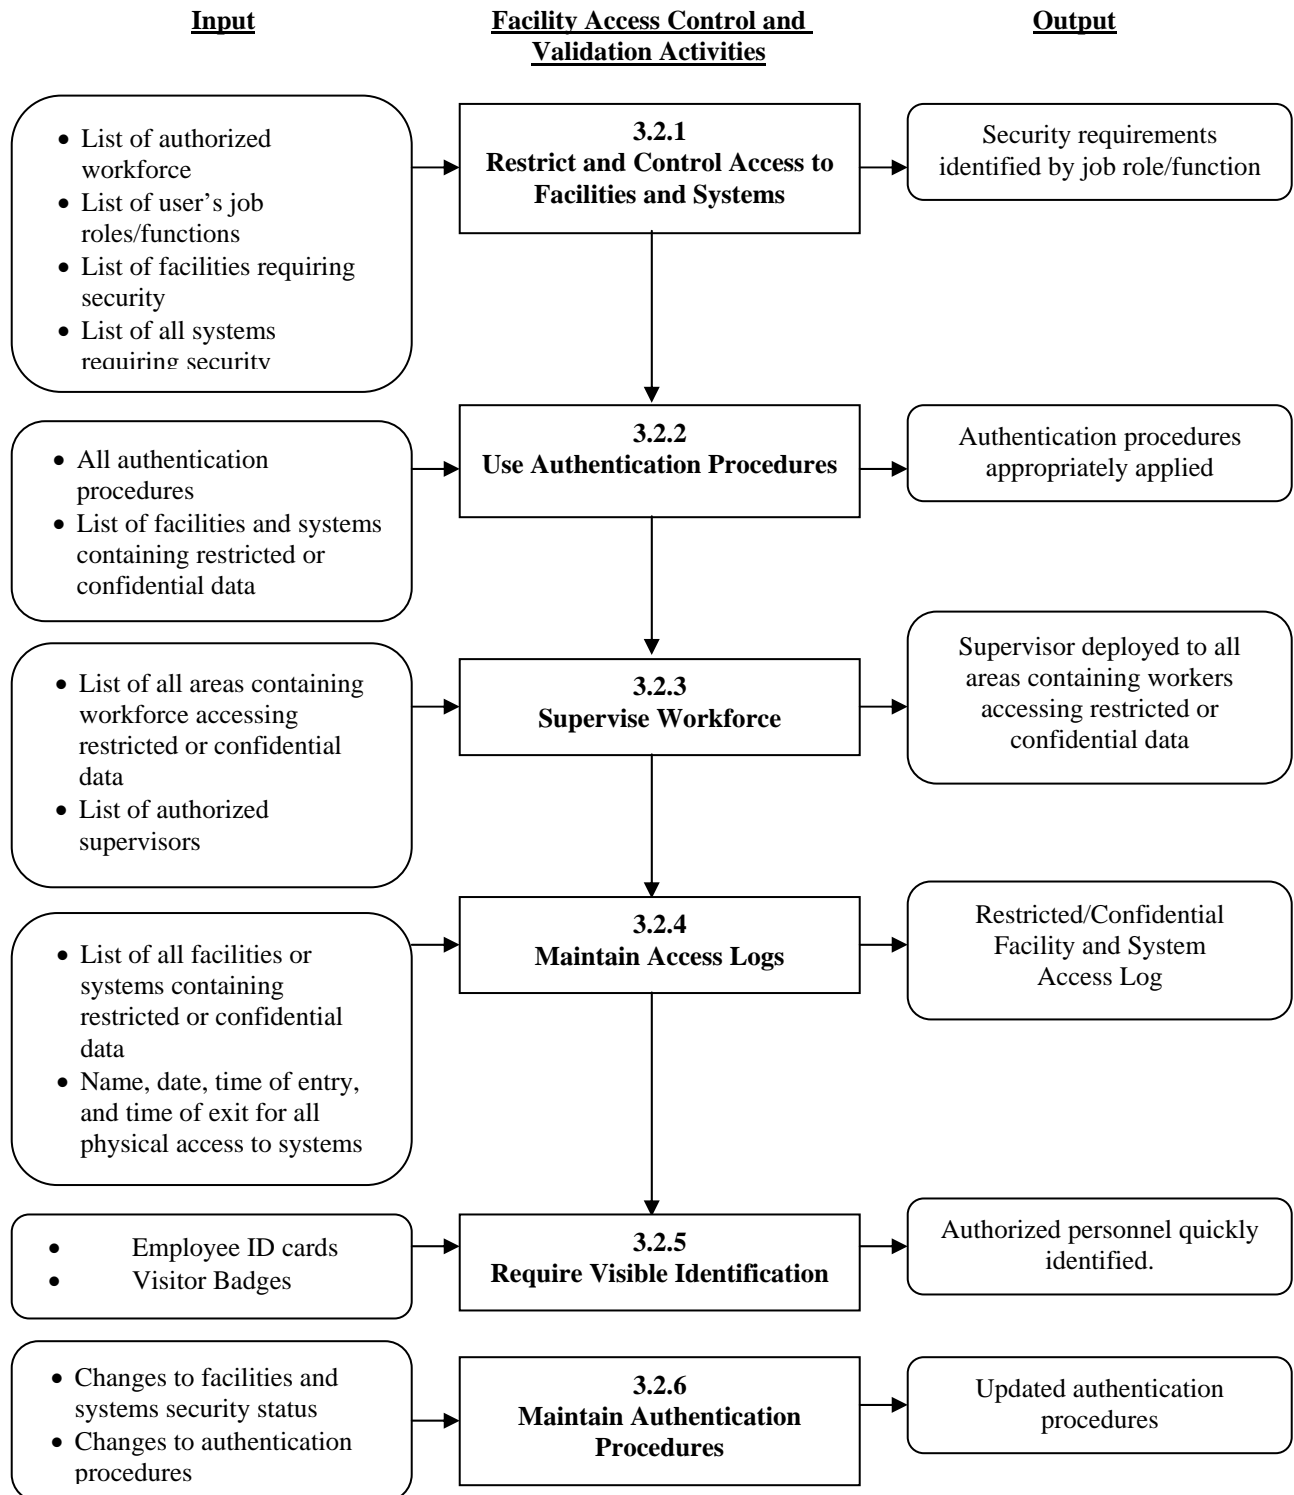 Input
Facility Access Control and
Validation Activities
Output
• List of authorized
workforce
• List of user’s job
roles/functions
• List of facilities requiring
security
• List of all systems
requiring security
3.2.1
Restrict and Control Access to
Facilities and Systems
Security requirements
identified by job role/function
• All authentication
procedures
• List of facilities and systems
containing restricted or
confidential data
3.2.2
Use Authentication Procedures
Authentication procedures
appropriately applied
• List of all areas containing
workforce accessing
restricted or confidential
data
• List of authorized
supervisors
3.2.3
Supervise Workforce
Supervisor deployed to all
areas containing workers
accessing restricted or
confidential data
• List of all facilities or
systems containing
restricted or confidential
data
• Name, date, time of entry,
and time of exit for all
physical access to systems
3.2.4
Maintain Access Logs
Restricted/Confidential
Facility and System
Access Log
• Employee ID cards
• Visitor Badges
3.2.5
Require Visible Identification
Authorized personnel quickly
identified.
• Changes to facilities and
systems security status
• Changes to authentication
procedures
3.2.6
Maintain Authentication
Procedures
Updated authentication
procedures